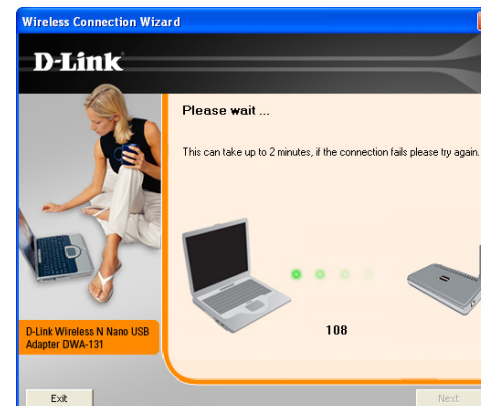 Wireless Connection Wizard
D-Link
Please wait ...
This can take up to 2 minutes, if the connection fails please try again.
108
D-Link Wireless N Nano USB
Adapter DWA-131
Exit
Next